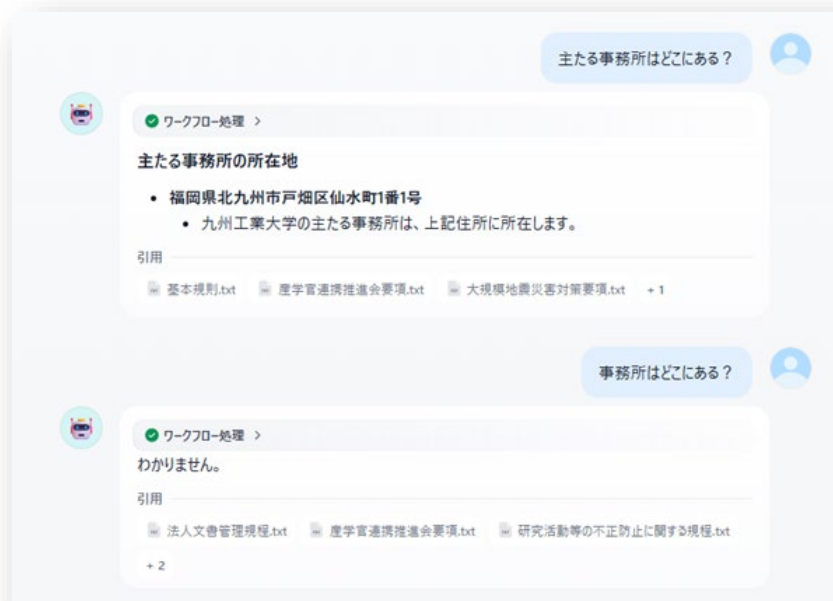 主たる事務所はどこにある？
ワークフロー処理 >
主たる事務所の所在地
• 福岡県北九州市戸畑区仙水町1番1号
• 九州工業大学の主たる事務所は、上記住所に所在します。
引用
基本規則.txt 産学官連携推進会要項.txt 大規模地震災害対策要項.txt + 1
事務所はどこにある？
ワークフロー処理 >
わかりません。
引用
法人文書管理規程.txt 産学官連携推進会要項.txt 研究活動等の不正防止に関する規程.txt
+ 2